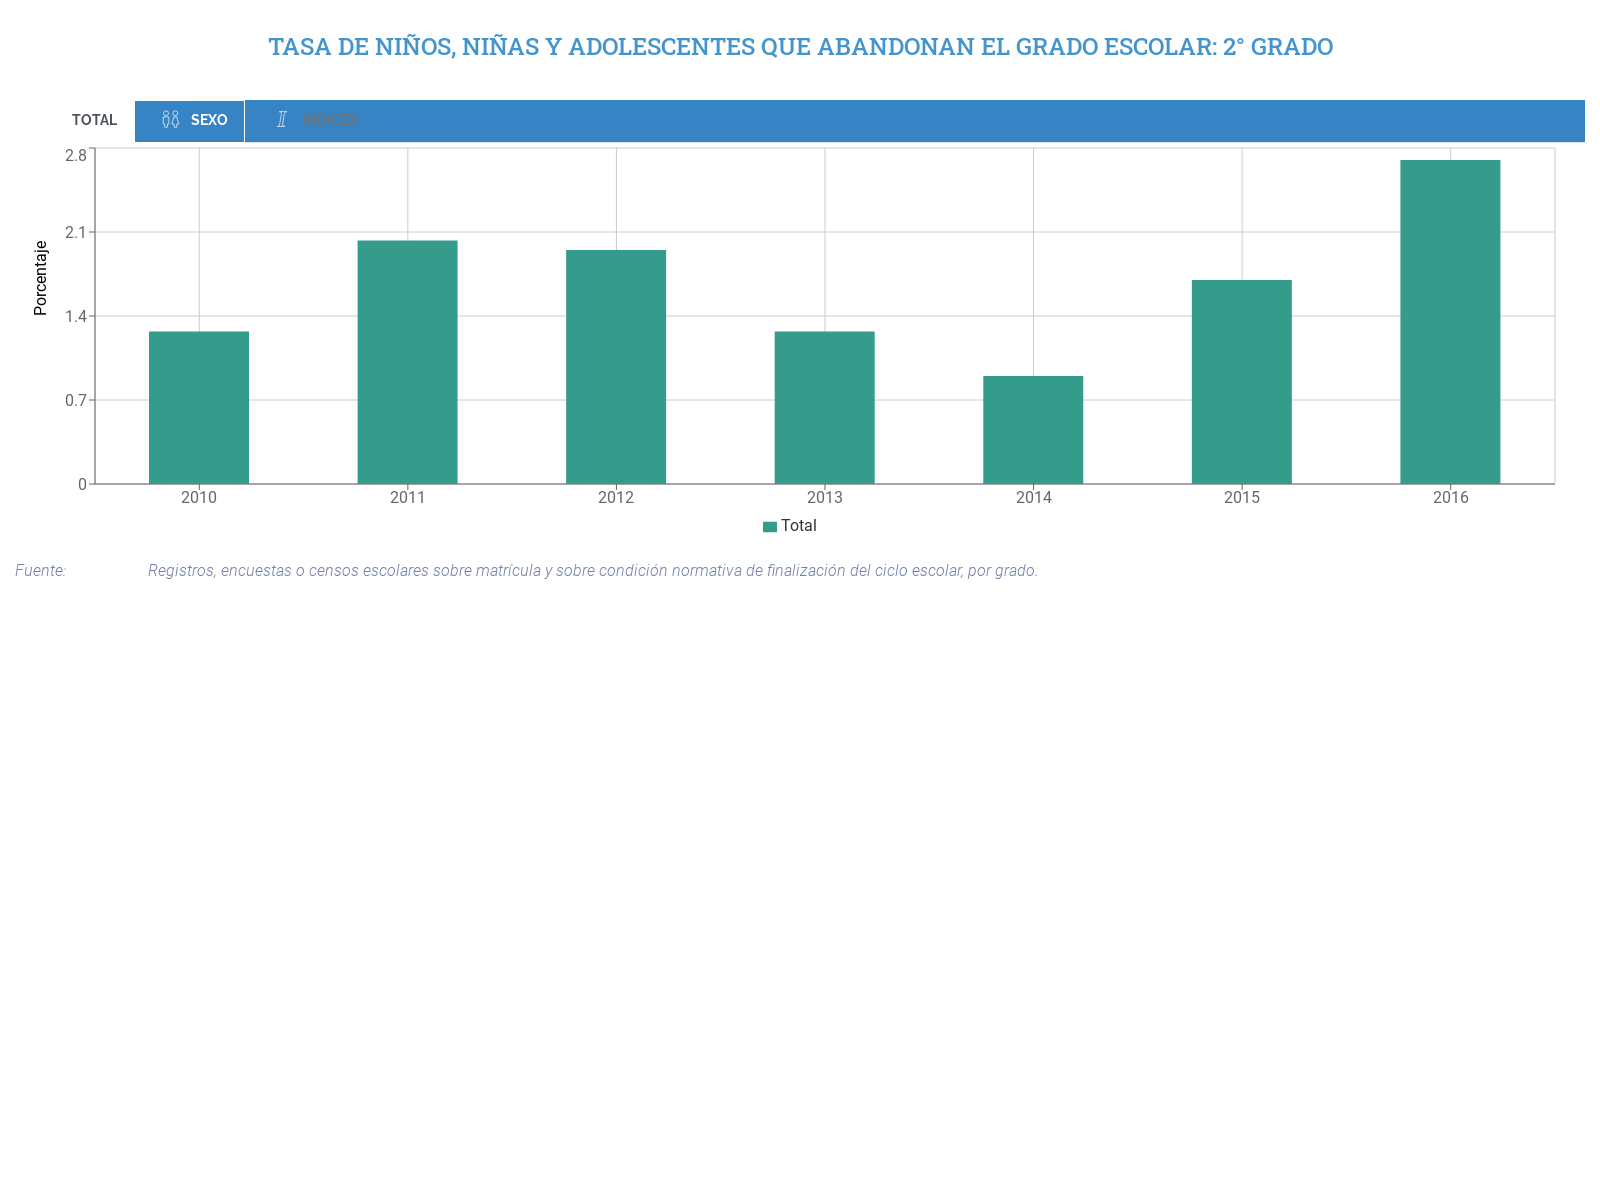 TASA DE NIÑOS, NIÑAS Y ADOLESCENTES QUE ABANDONAN EL GRADO ESCOLAR: 2° GRADO
TOTAL SEXO ÍNDICES
2.8
2.1
1.4
0.7
0
Porcentaje
2010 2011 2012 2013 2014 2015 2016
Total
Fuente: Registros, encuestas o censos escolares sobre matrícula y sobre condición normativa de finalización del ciclo escolar, por grado.